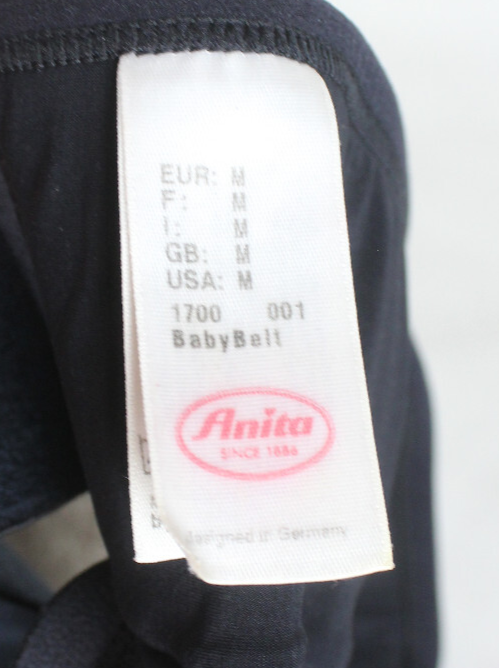 EUR: M
F: M
I: M
GB: M
USA: M
1700 001
BabyBelt
Anita
SINCE 1886
designed in Germany